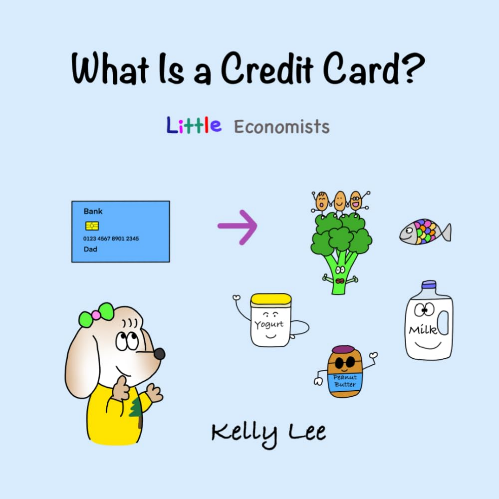 What Is a Credit Card?
Little Economists
Bank
0123 4567 8901 2345
Dad
Yogurt
Milk
Peanut
Butter
Kelly Lee